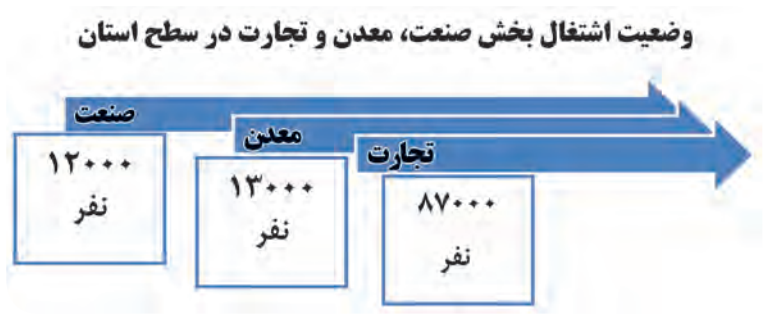 وضعیت اشتغال بخش صنعت، معدن و تجارت در سطح استان
صنعت
۱۲۰۰۰
نفر
معدن
۱۳۰۰۰
نفر
تجارت
۸۷۰۰۰
نفر